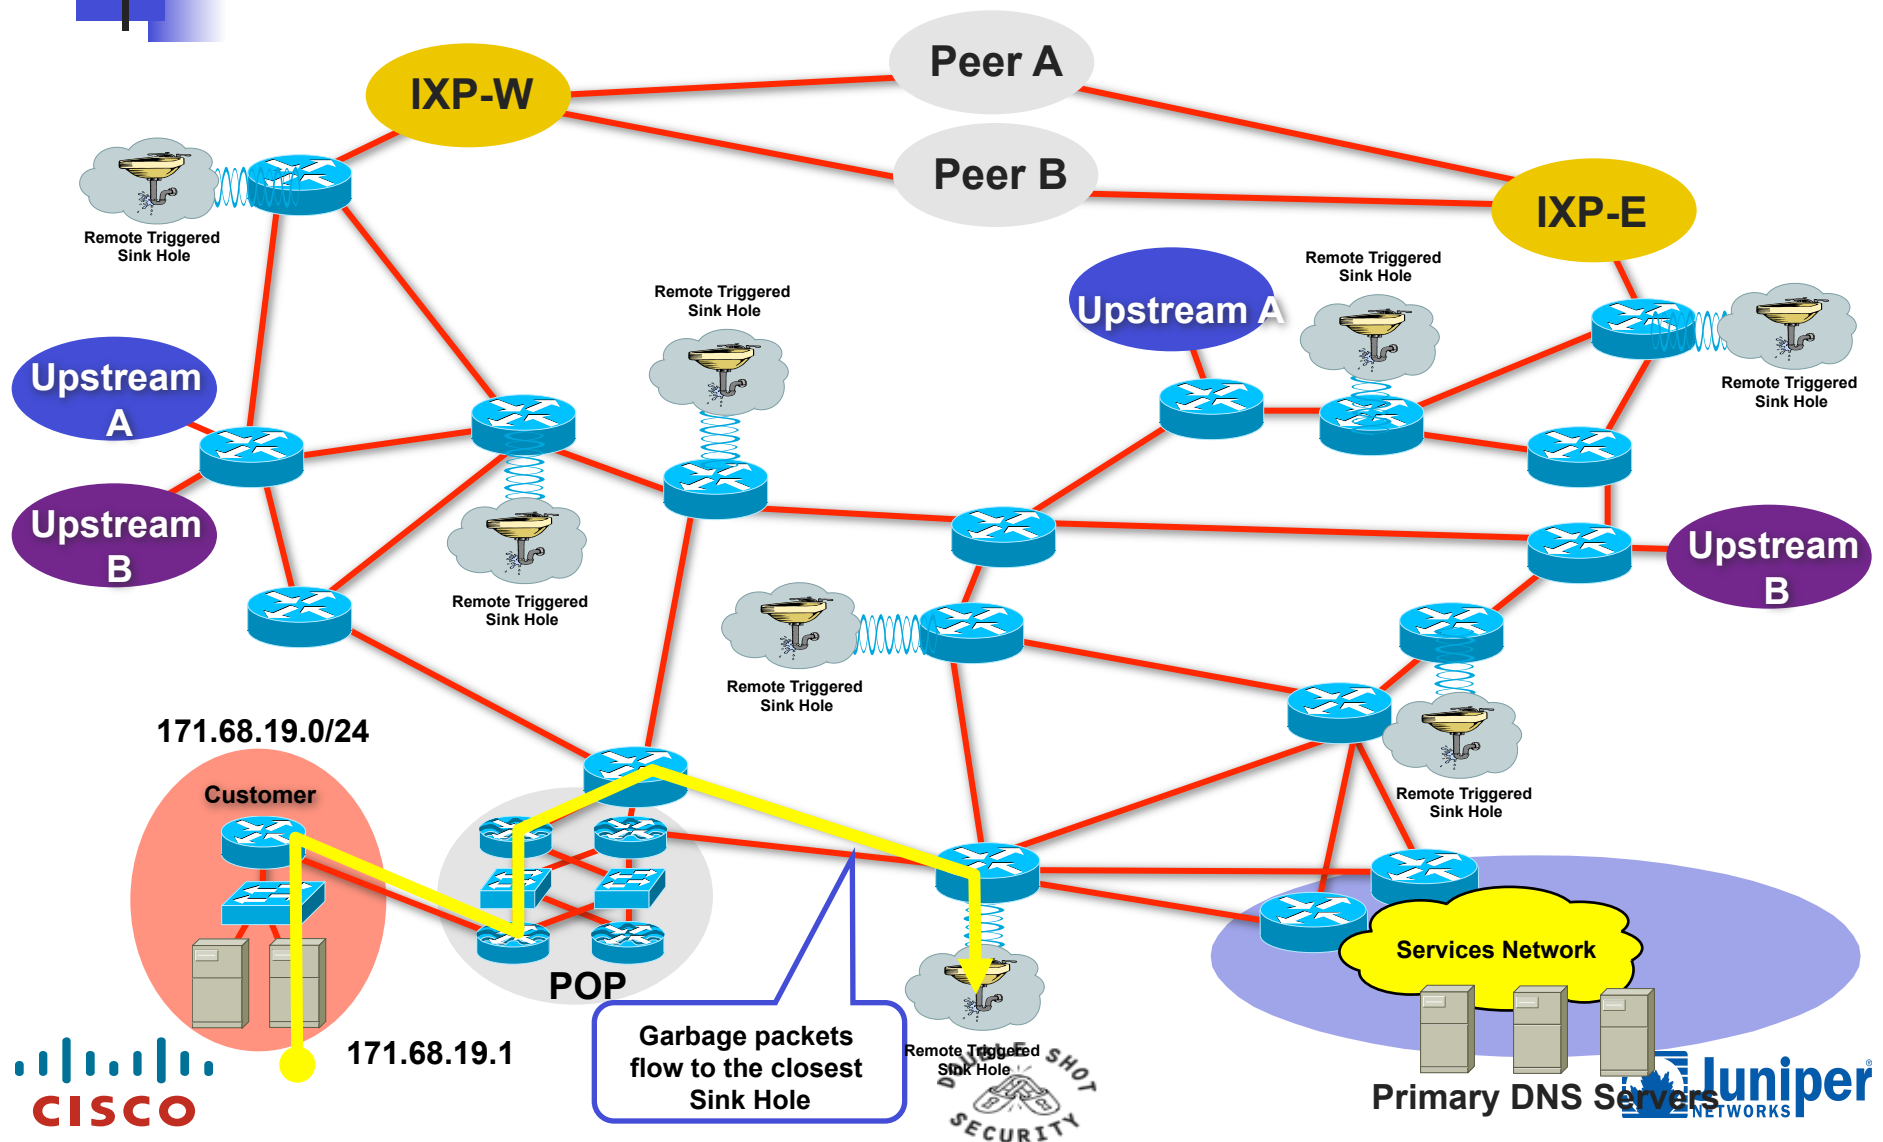 Peer A
IXP-W
Peer B
IXP-E
Remote Triggered
Sink Hole
Remote Triggered
Sink Hole
Remote Triggered
Sink Hole
Upstream A
Remote Triggered
Sink Hole
Upstream
A
Upstream
B
Upstream
B
Remote Triggered
Sink Hole
Remote Triggered
Sink Hole
Remote Triggered
Sink Hole
171.68.19.0/24
Customer
POP
Services Network
171.68.19.1
Garbage packets
flow to the closest
Sink Hole
Remote Triggered
Sink Hole
DOUBLE SHOT
SECURITY
Primary DNS Servers
CISCO
Juniper
NETWORKS